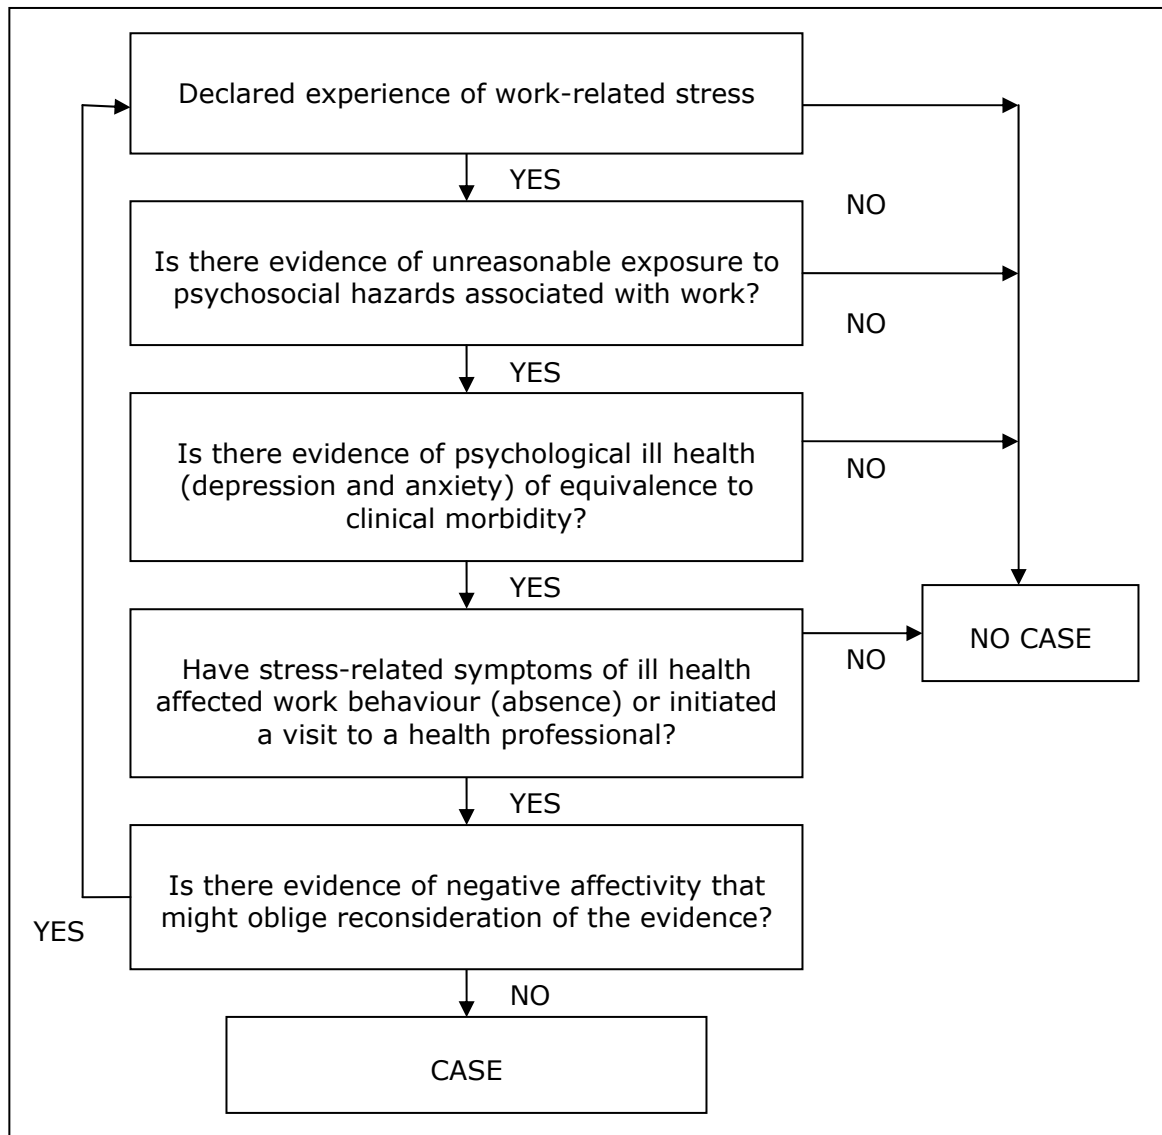 Declared experience of work-related stress
YES
NO
Is there evidence of unreasonable exposure to
psychosocial hazards associated with work?
NO
YES
Is there evidence of psychological ill health
(depression and anxiety) of equivalence to
clinical morbidity?
NO
YES
NO CASE
Have stress-related symptoms of ill health
affected work behaviour (absence) or initiated
a visit to a health professional?
NO
YES
Is there evidence of negative affectivity that
might oblige reconsideration of the evidence?
YES
NO
CASE